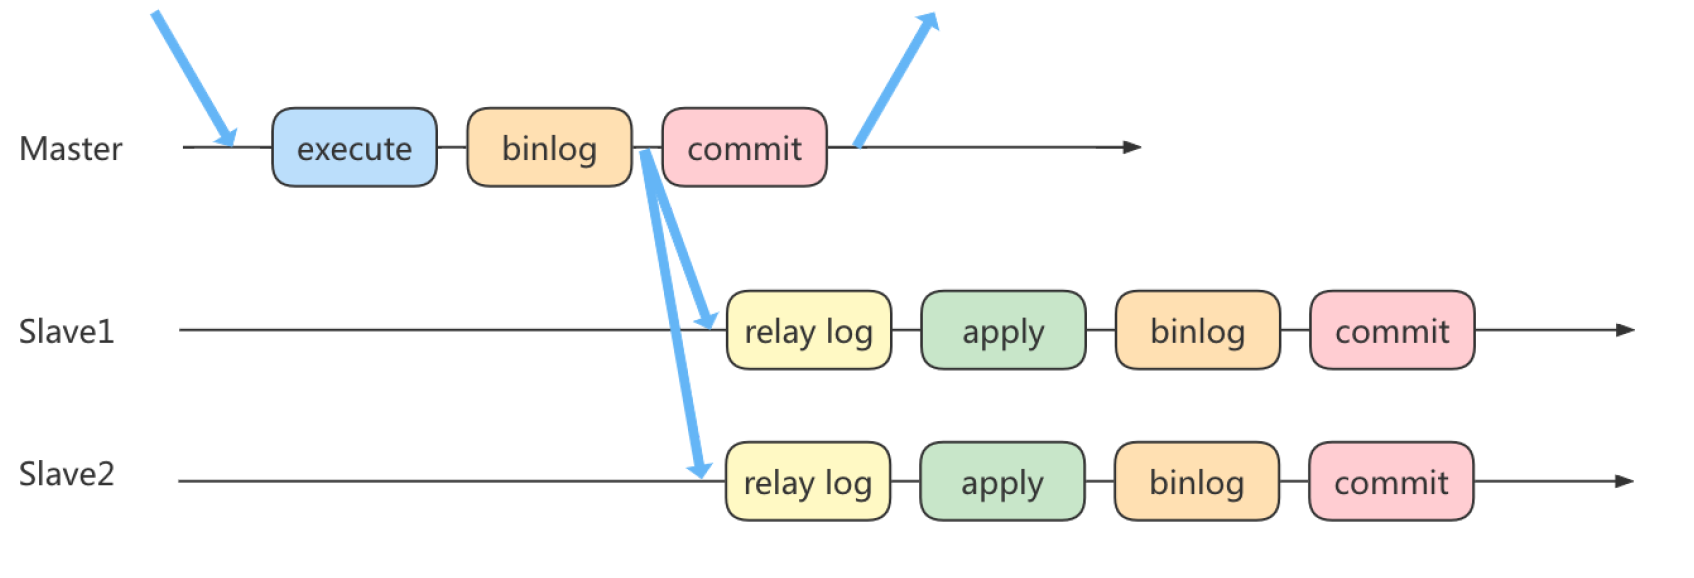 Master execute binlog commit
Slave1 relay log apply binlog commit
Slave2 relay log apply binlog commit